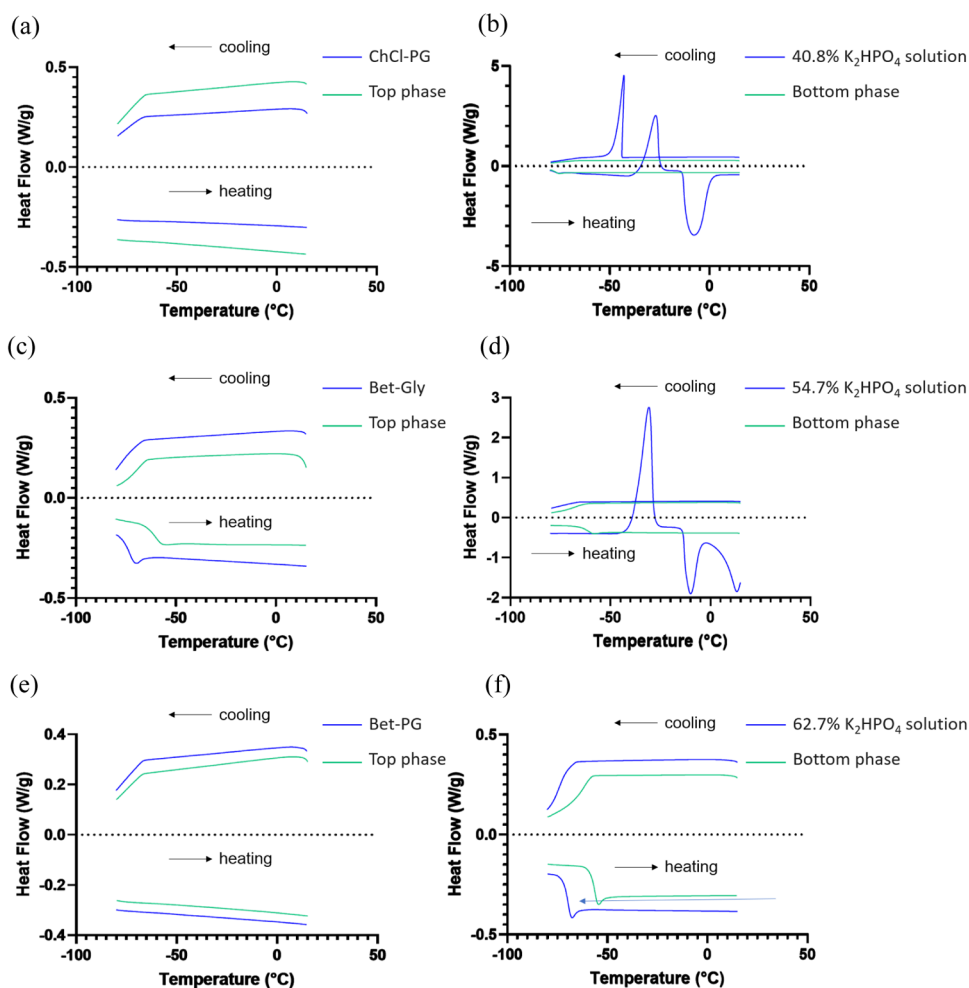 (a)
cooling
ChCl-PG
Top phase
heating
0.5
0.0
-0.5
Heat Flow (W/g)
-100
-50
0
50
Temperature (°C)
(b)
cooling
40.8% K₂HPO₄ solution
Bottom phase
heating
5
0
-5
Heat Flow (W/g)
-100
-50
0
50
Temperature (°C)
(c)
cooling
Bet-Gly
Top phase
heating
0.5
0.0
-0.5
Heat Flow (W/g)
-100
-50
0
50
Temperature (°C)
(d)
cooling
54.7% K₂HPO₄ solution
Bottom phase
heating
3
2
1
0
-1
-2
Heat Flow (W/g)
-100
-50
0
50
Temperature (°C)
(e)
cooling
Bet-PG
Top phase
heating
0.4
0.2
0.0
-0.2
-0.4
Heat Flow (W/g)
-100
-50
0
50
Temperature (°C)
(f)
cooling
62.7% K₂HPO₄ solution
Bottom phase
heating
0.5
0.0
-0.5
Heat Flow (W/g)
-100
-50
0
50
Temperature (°C)